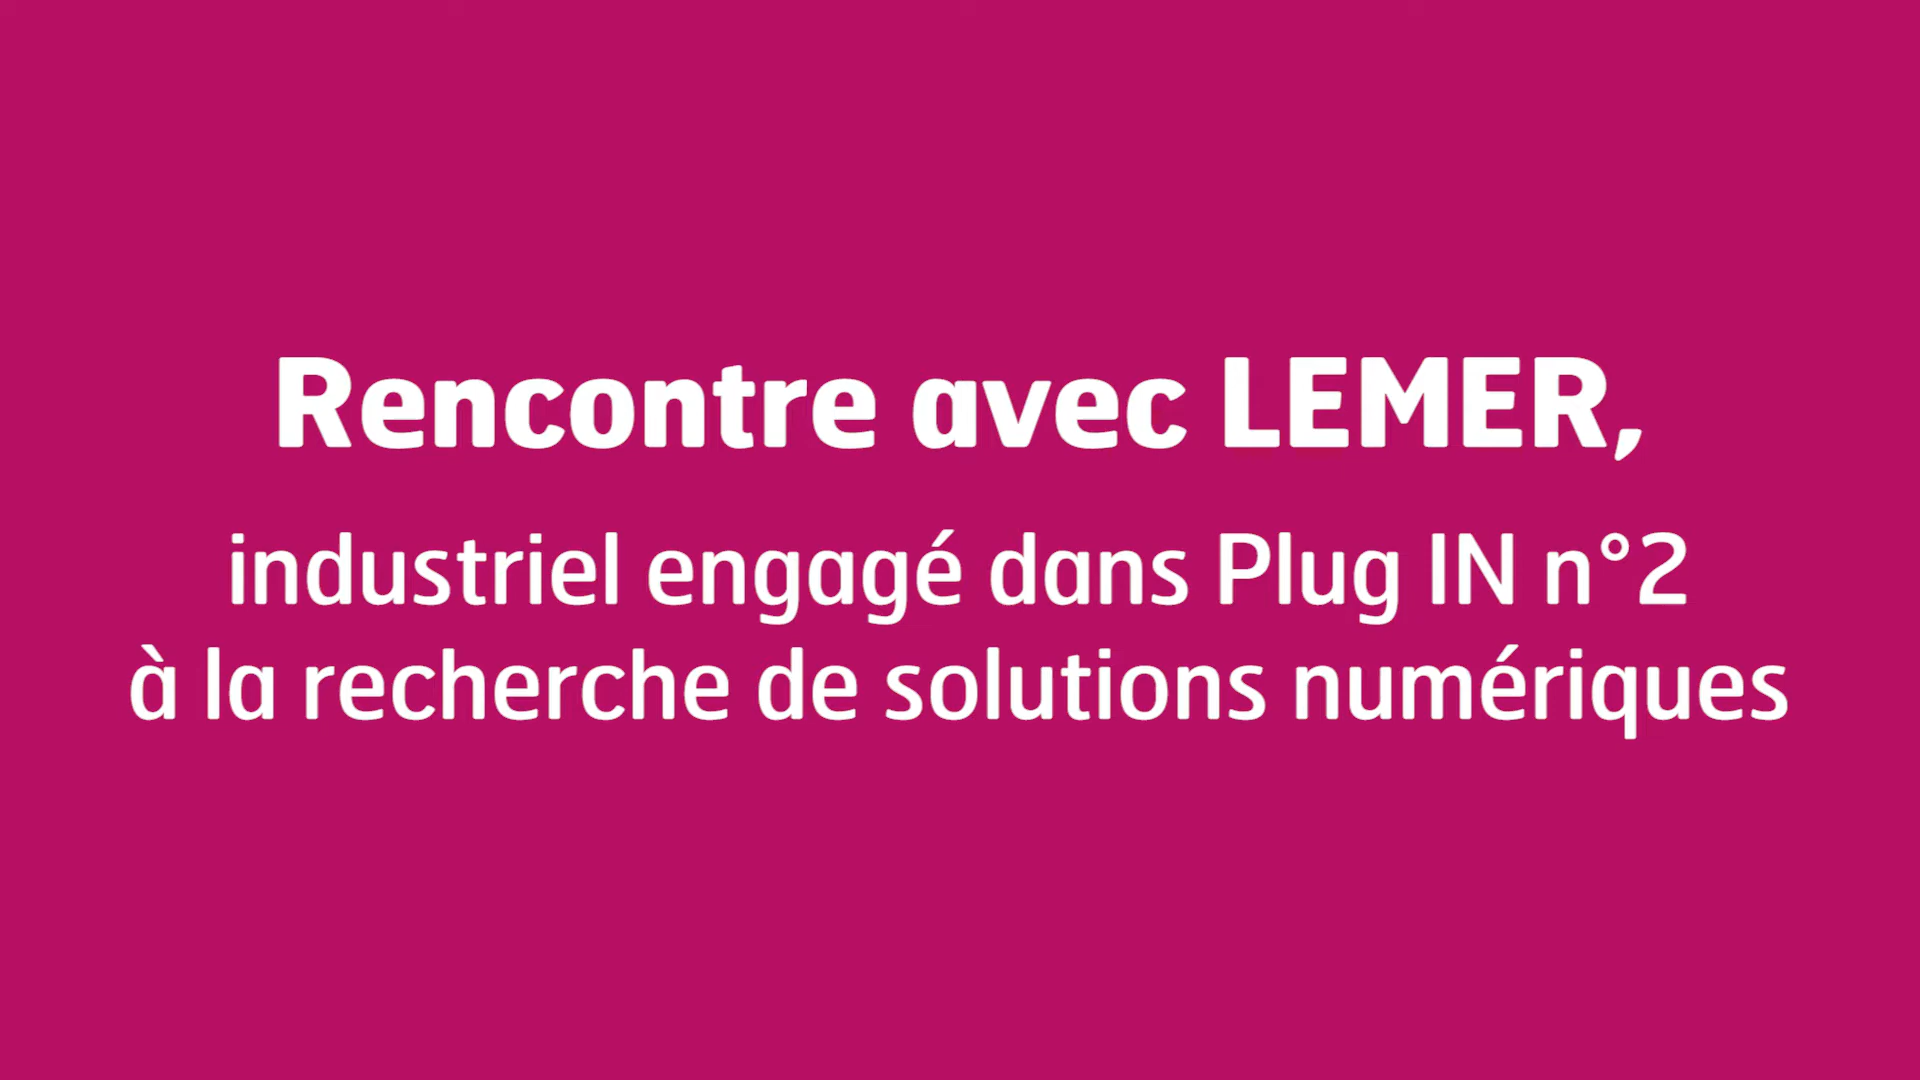 Rencontre avec LEMER,
industriel engagé dans Plug IN n°2
à la recherche de solutions numériques